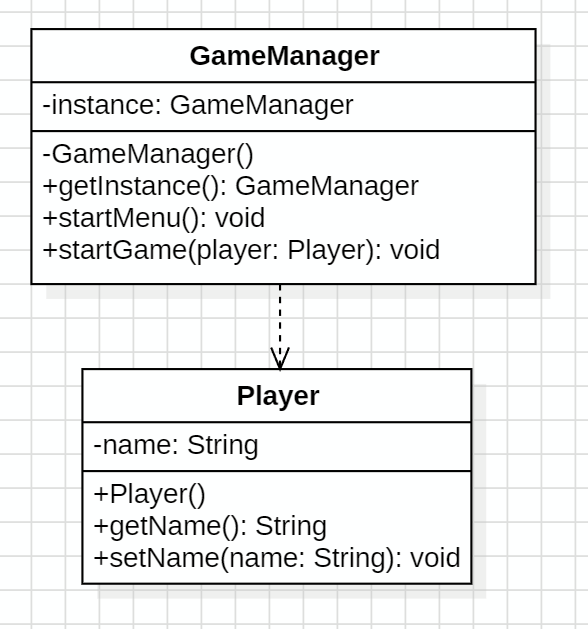 GameManager
-instance: GameManager
-GameManager()
+getInstance(): GameManager
+startMenu(): void
+startGame(player: Player): void
Player
-name: String
+Player()
+getName(): String
+setName(name: String): void